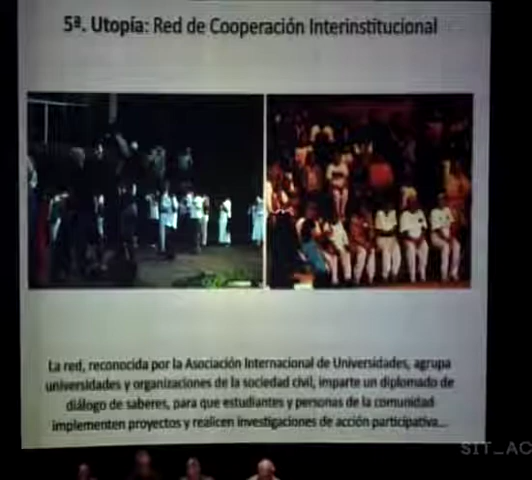 5ª. Utopía: Red de Cooperación Interinstitucional
La red, reconocida por la Asociación Internacional de Universidades, agrupa
universidades y organizaciones de la sociedad civil, imparte un diplomado de
diálogo de saberes, para que estudiantes y personas de la comunidad
implementen proyectos y realicen investigaciones de acción participativa...
SIT_AC